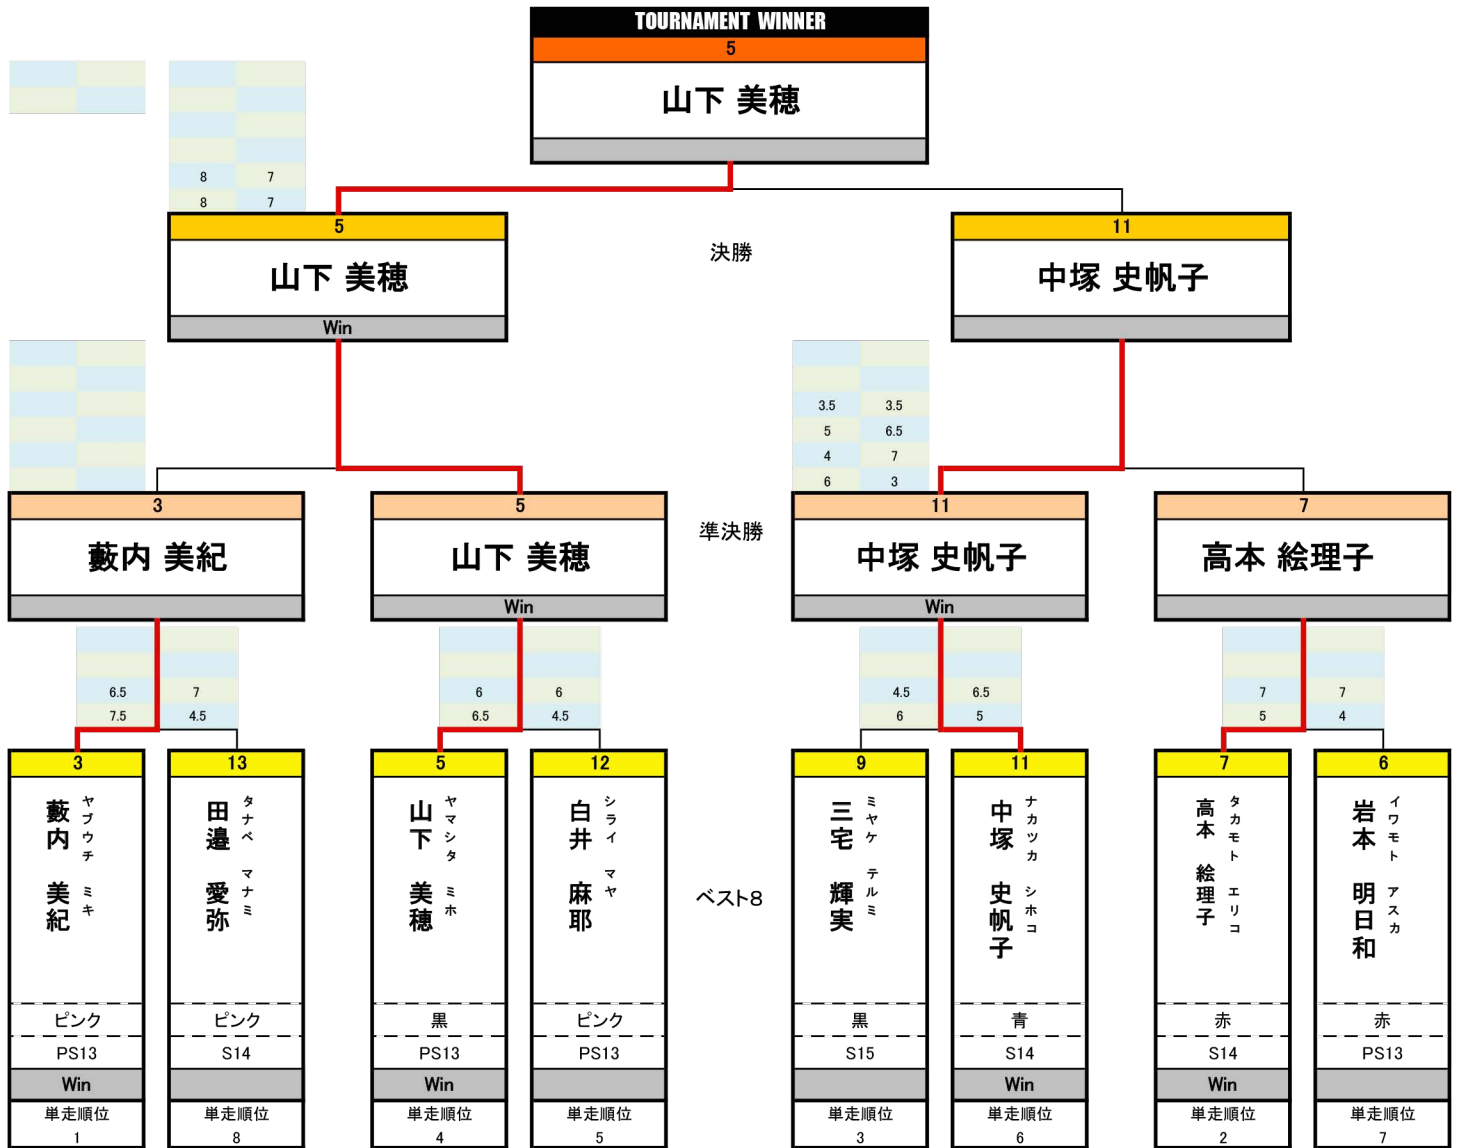 TOURNAMENT WINNER
5
山下 美穂
8 7
8 7
5
山下 美穂
Win
決勝
11
中塚 史帆子
3.5 3.5
5 6.5
4 7
6 3
3
藪内 美紀
5
山下 美穂
Win
準決勝
11
中塚 史帆子
Win
7
高本 絵理子
6.5 7
7.5 4.5
6 6
6.5 4.5
4.5 6.5
6 5
7 7
5 4
3
藪内 美紀
ヤブウチ ミキ
ピンク
PS13
Win
単走順位
1
13
田邉 愛弥
タナベ マナミ
ピンク
S14
単走順位
8
5
山下 美穂
ヤマシタ ミホ
黒
PS13
Win
単走順位
4
12
白井 麻耶
シライ マヤ
ピンク
PS13
単走順位
5
ベスト8
9
三宅 輝実
ミヤケ テルミ
黒
S15
単走順位
3
11
中塚 史帆子
ナカツカ シホコ
青
S14
Win
単走順位
6
7
高本 絵理子
タカモト エリコ
赤
S14
Win
単走順位
2
6
岩本 明日和
イワモト アスカ
赤
PS13
単走順位
7